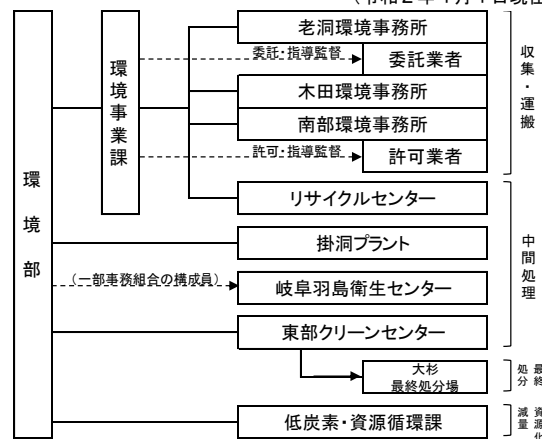 老洞環境事務所
委託・指導監督
委託業者
木田環境事務所
南部環境事務所
許可・指導監督
許可業者
収集・運搬
環境事業課
環境部
リサイクルセンター
掛洞プラント
(一部事務組合の構成員)
岐阜羽島衛生センター
東部クリーンセンター
中間処理
大杉
最終処分場
最終
処分
低炭素・資源循環課
資源化
減量